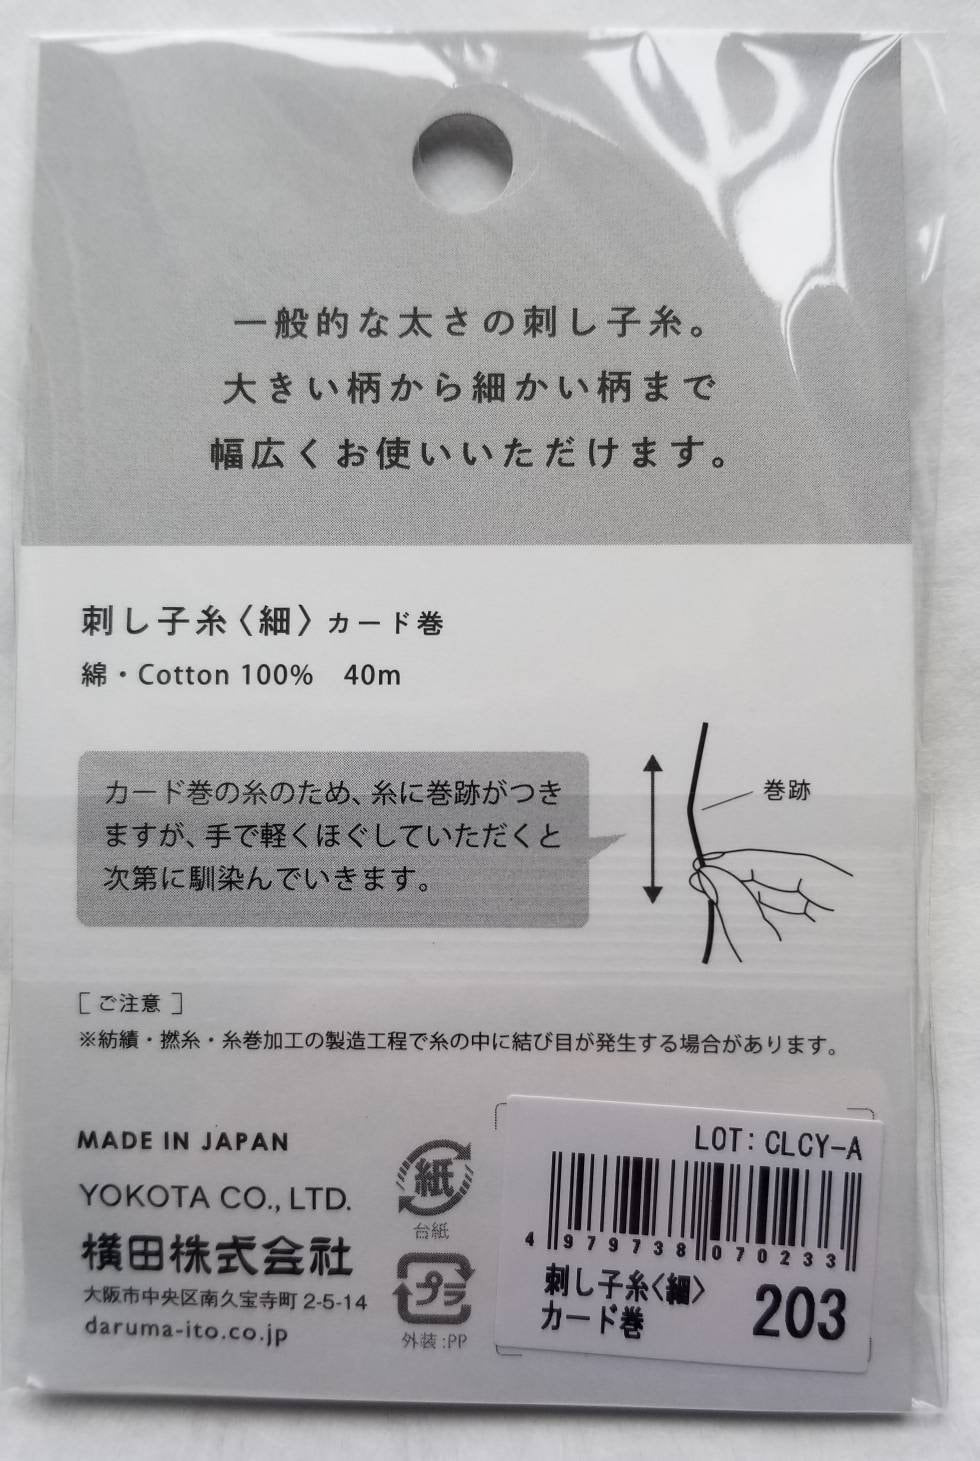 一般的な太さの刺し子糸。
大きい柄から細かい柄まで
幅広くお使いいただけます。
刺し子糸〈細〉カード巻
綿・Cotton 100%　40m
カード巻の糸のため、糸に巻跡がつき
ますが、手で軽くほぐしていただくと
次第に馴染んでいきます。
巻跡
［ご注意］
※紡績・撚糸・糸巻加工の製造工程で糸の中に結び目が発生する場合があります。
MADE IN JAPAN
YOKOTA CO., LTD.
横田株式会社
大阪市中央区南久宝寺町 2-5-14
daruma-ito.co.jp
紙
台紙
プラ
外装:PP
LOT: CLCY-A
4 979738 070233
刺し子糸〈細〉
カード巻
203